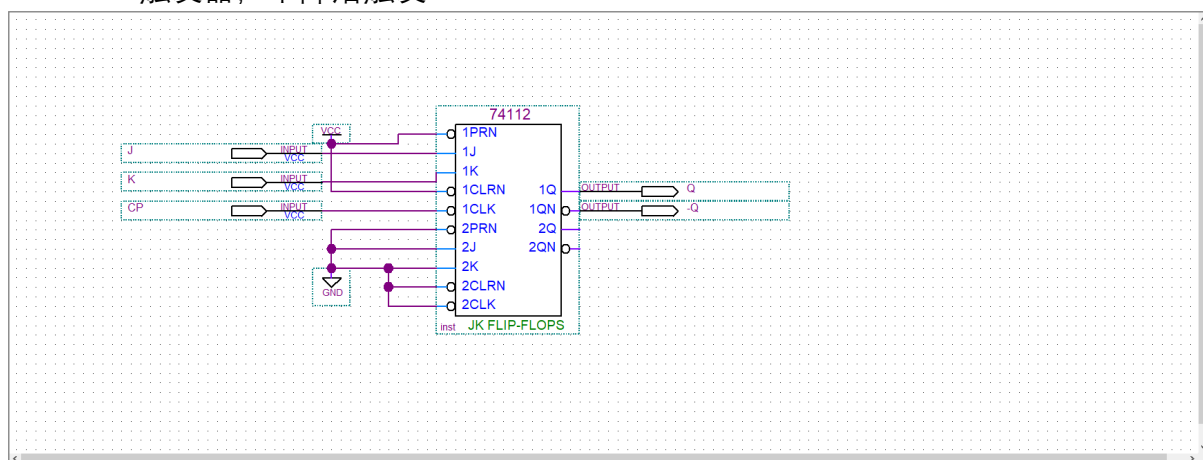 74112
VCC
1PRN
J
INPUT
VCC
1J
K
INPUT
VCC
1K
1CLRN
1Q
OUTPUT
Q
CP
INPUT
VCC
1CLK
1QN
OUTPUT
-Q
2PRN
2Q
2J
2QN
2K
GND
2CLRN
2CLK
inst
JK FLIP-FLOPS